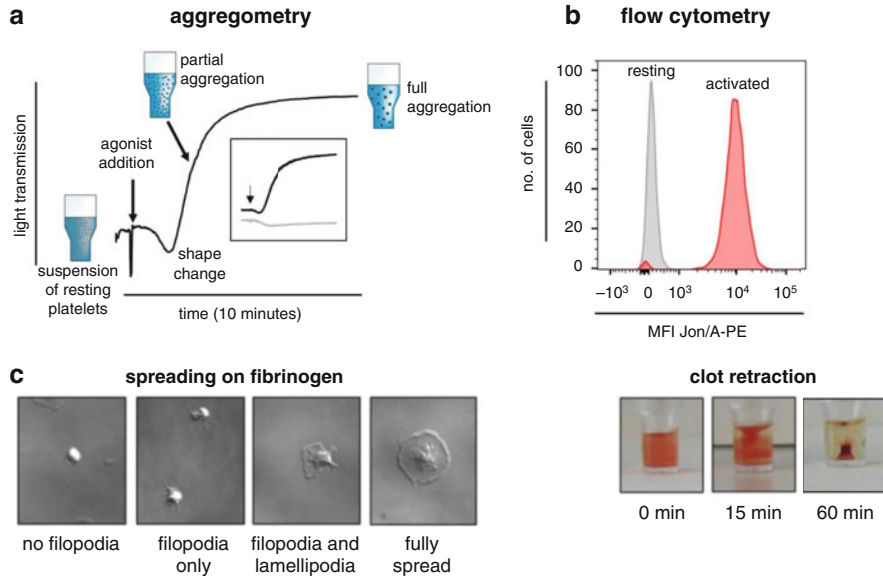 a
aggregometry
partial
aggregation
full
aggregation
agonist
addition
light transmission
shape
change
suspension
of resting
platelets
time (10 minutes)
b
flow cytometry
resting
activated
100
80
60
40
20
0
no. of cells
−10³ 0 10³ 10⁴ 10⁵
MFI Jon/A-PE
c
spreading on fibrinogen
no filopodia
filopodia
only
filopodia and
lamellipodia
fully
spread
clot retraction
0 min
15 min
60 min